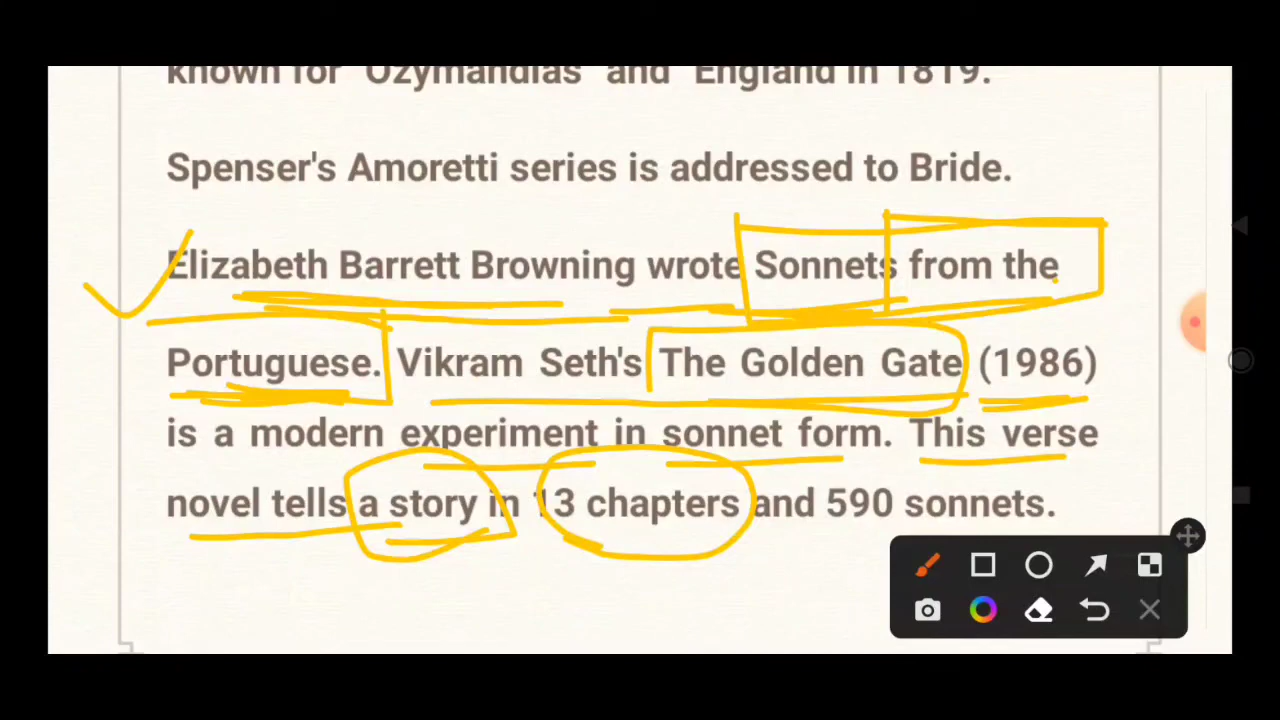 known for "Ozymandias" and "England in 1819.
Spenser's Amoretti series is addressed to Bride.
Elizabeth Barrett Browning wrote Sonnets from the
Portuguese. Vikram Seth's The Golden Gate (1986)
is a modern experiment in sonnet form. This verse
novel tells a story in 13 chapters and 590 sonnets.